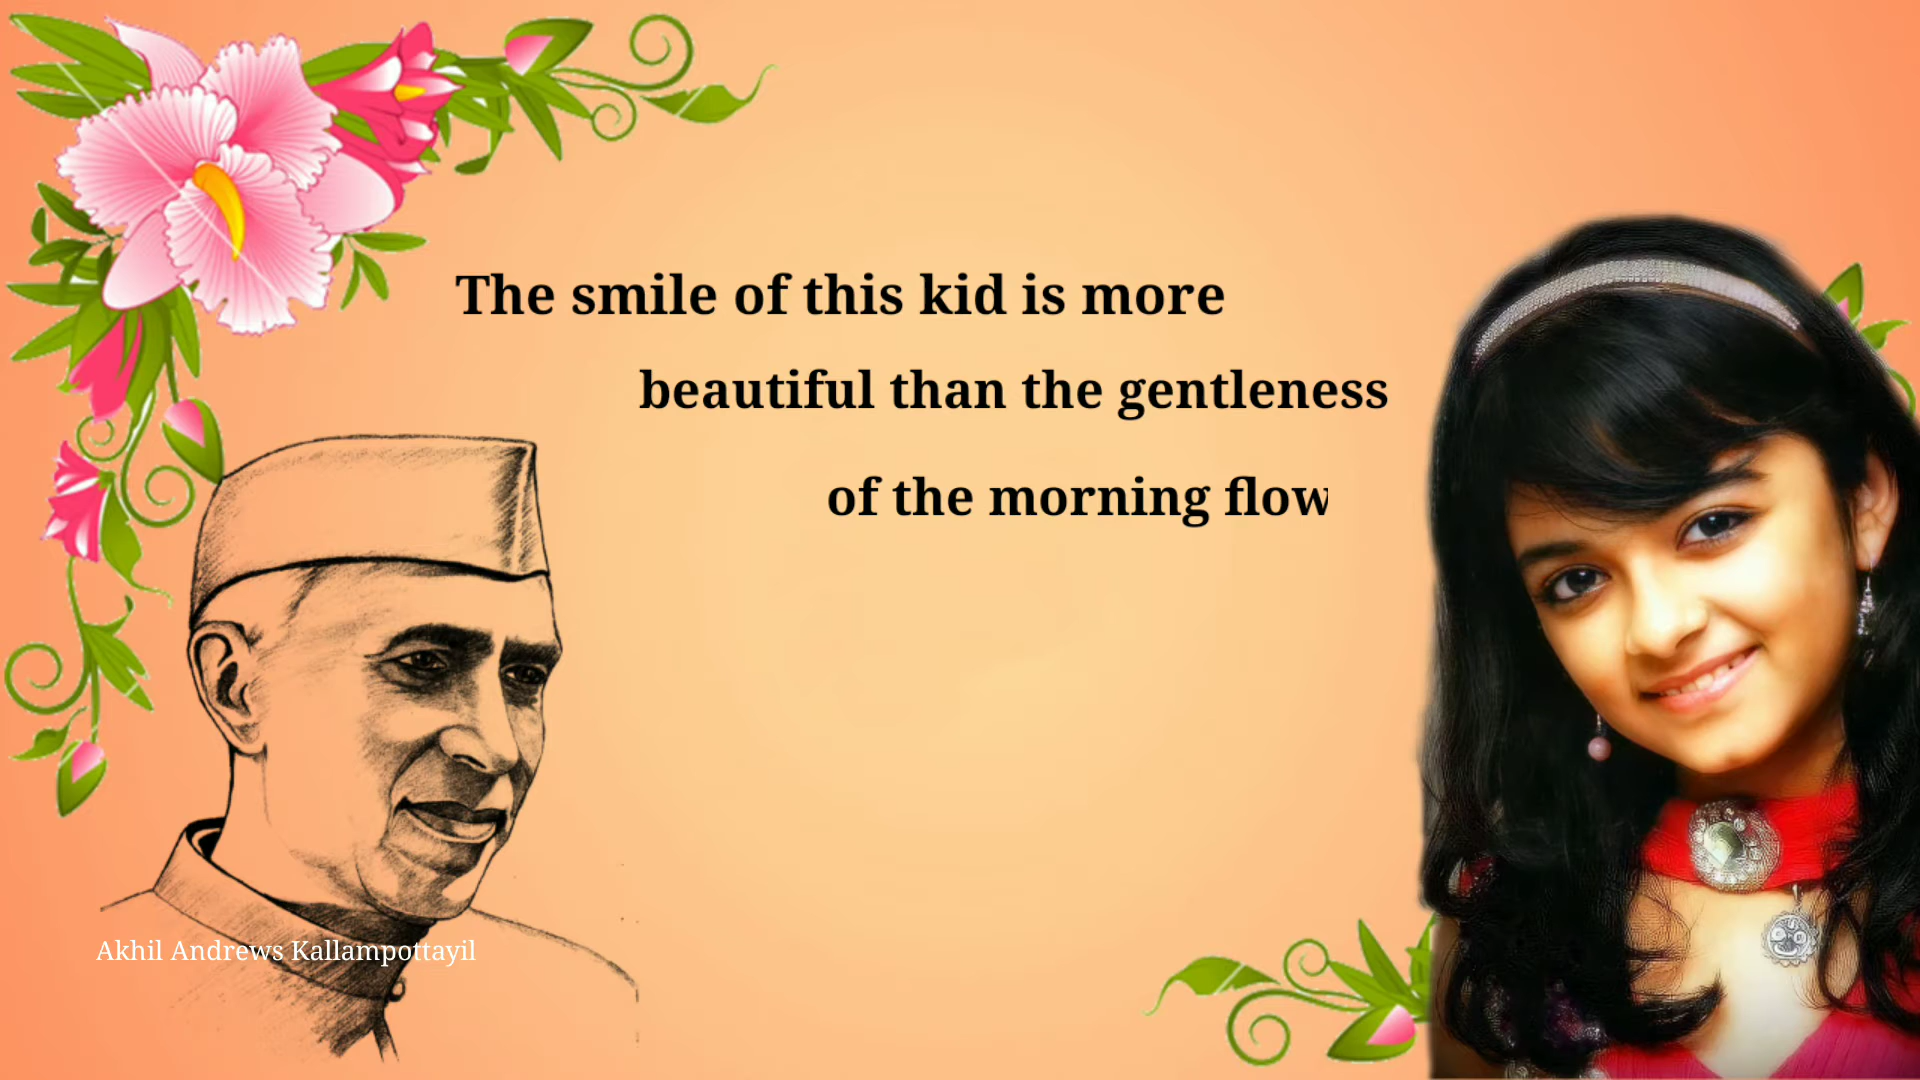 The smile of this kid is more
beautiful than the gentleness
of the morning flow
Akhil Andrews Kallampottayil